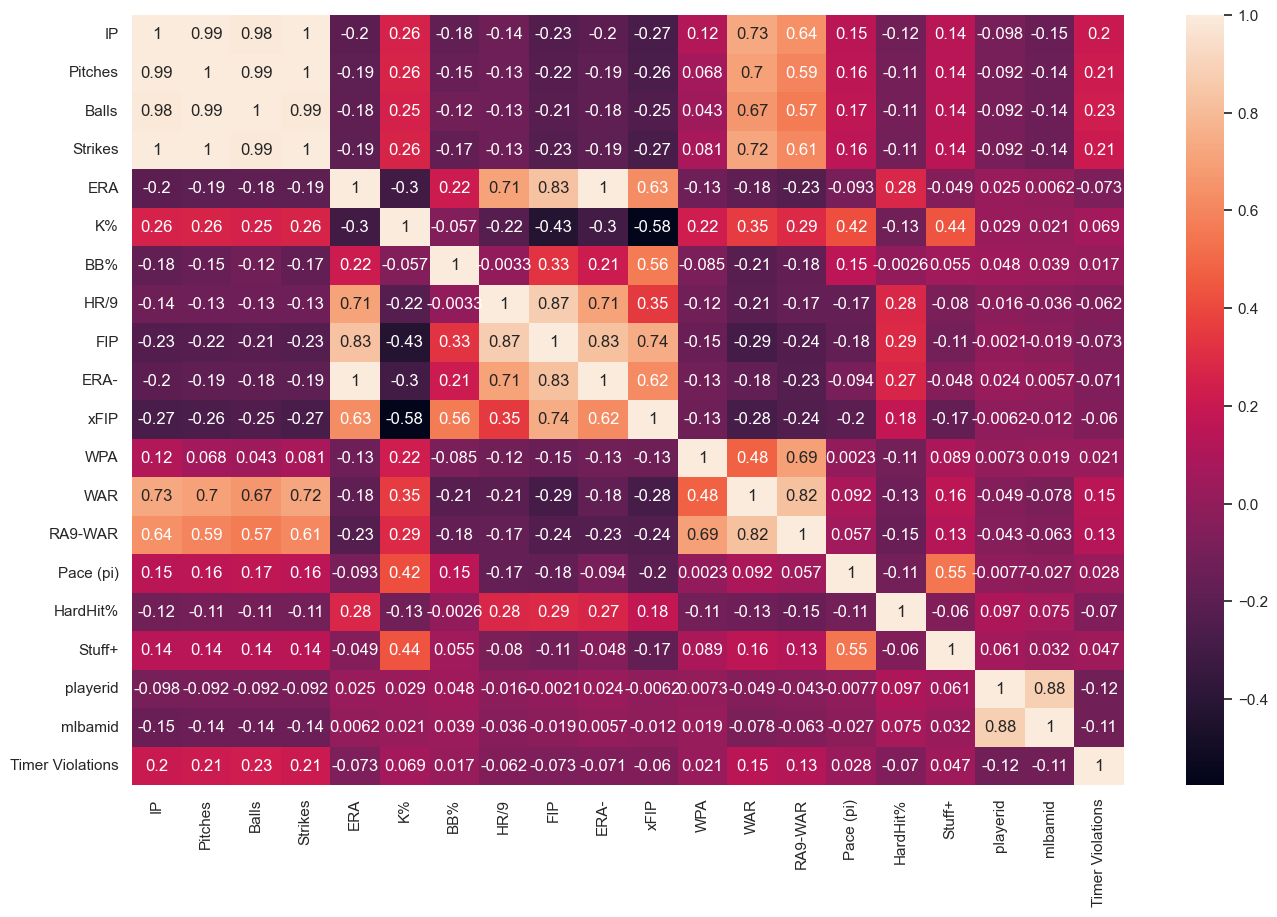 IP 1 0.99 0.98 1 -0.2 0.26 -0.18 -0.14 -0.23 -0.2 -0.27 0.12 0.73 0.64 0.15 -0.12 0.14 -0.098 -0.15 0.2
Pitches 0.99 1 0.99 1 -0.19 0.26 -0.15 -0.13 -0.22 -0.19 -0.26 0.068 0.7 0.59 0.16 -0.11 0.14 -0.092 -0.14 0.21
Balls 0.98 0.99 1 0.99 -0.18 0.25 -0.12 -0.13 -0.21 -0.18 -0.25 0.043 0.67 0.57 0.17 -0.11 0.14 -0.092 -0.14 0.23
Strikes 1 1 0.99 1 -0.19 0.26 -0.17 -0.13 -0.23 -0.19 -0.27 0.081 0.72 0.61 0.16 -0.11 0.14 -0.092 -0.14 0.21
ERA -0.2 -0.19 -0.18 -0.19 1 -0.3 0.22 0.71 0.83 1 0.63 -0.13 -0.18 -0.23 -0.093 0.28 -0.049 0.025 0.0062 -0.073
K% 0.26 0.26 0.25 0.26 -0.3 1 -0.057 -0.22 -0.43 -0.3 -0.58 0.22 0.35 0.29 0.42 -0.13 0.44 0.029 0.021 0.069
BB% -0.18 -0.15 -0.12 -0.17 0.22 -0.057 1 -0.0033 0.33 0.21 0.56 -0.085 -0.21 -0.18 0.15 -0.0026 0.055 0.048 0.039 0.017
HR/9 -0.14 -0.13 -0.13 -0.13 0.71 -0.22 -0.0033 1 0.87 0.71 0.35 -0.12 -0.21 -0.17 -0.17 0.28 -0.08 -0.016 -0.036 -0.062
FIP -0.23 -0.22 -0.21 -0.23 0.83 -0.43 0.33 0.87 1 0.83 0.74 -0.15 -0.29 -0.24 -0.18 0.29 -0.11 -0.0021 -0.019 -0.073
ERA- -0.2 -0.19 -0.18 -0.19 1 -0.3 0.21 0.71 0.83 1 0.62 -0.13 -0.18 -0.23 -0.094 0.27 -0.048 0.024 0.0057 -0.071
xFIP -0.27 -0.26 -0.25 -0.27 0.63 -0.58 0.56 0.35 0.74 0.62 1 -0.13 -0.28 -0.24 -0.2 0.18 -0.17 -0.0062 -0.012 -0.06
WPA 0.12 0.068 0.043 0.081 -0.13 0.22 -0.085 -0.12 -0.15 -0.13 -0.13 1 0.48 0.69 0.0023 -0.11 0.089 0.0073 0.019 0.021
WAR 0.73 0.7 0.67 0.72 -0.18 0.35 -0.21 -0.21 -0.29 -0.18 -0.28 0.48 1 0.82 0.092 -0.13 0.16 -0.049 -0.078 0.15
RA9-WAR 0.64 0.59 0.57 0.61 -0.23 0.29 -0.18 -0.17 -0.24 -0.23 -0.24 0.69 0.82 1 0.057 -0.15 0.13 -0.043 -0.063 0.13
Pace (pi) 0.15 0.16 0.17 0.16 -0.093 0.42 0.15 -0.17 -0.18 -0.094 -0.2 0.0023 0.092 0.057 1 -0.11 0.55 -0.0077 -0.027 0.028
HardHit% -0.12 -0.11 -0.11 -0.11 0.28 -0.13 -0.0026 0.28 0.29 0.27 0.18 -0.11 -0.13 -0.15 -0.11 1 -0.06 0.097 0.075 -0.07
Stuff+ 0.14 0.14 0.14 0.14 -0.049 0.44 0.055 -0.08 -0.11 -0.048 -0.17 0.089 0.16 0.13 0.55 -0.06 1 0.061 0.032 0.047
playerid -0.098 -0.092 -0.092 -0.092 0.025 0.029 0.048 -0.016 -0.0021 0.024 -0.0062 0.0073 -0.049 -0.043 -0.0077 0.097 0.061 1 0.88 -0.12
mlbamid -0.15 -0.14 -0.14 -0.14 0.0062 0.021 0.039 -0.036 -0.019 0.0057 -0.012 0.019 -0.078 -0.063 -0.027 0.075 0.032 0.88 1 -0.11
Timer Violations 0.2 0.21 0.23 0.21 -0.073 0.069 0.017 -0.062 -0.073 -0.071 -0.06 0.021 0.15 0.13 0.028 -0.07 0.047 -0.12 -0.11 1
IP Pitches Balls Strikes ERA K% BB% HR/9 FIP ERA- xFIP WPA WAR RA9-WAR Pace (pi) HardHit% Stuff+ playerid mlbamid Timer Violations
1.0
0.8
0.6
0.4
0.2
0.0
−0.2
−0.4